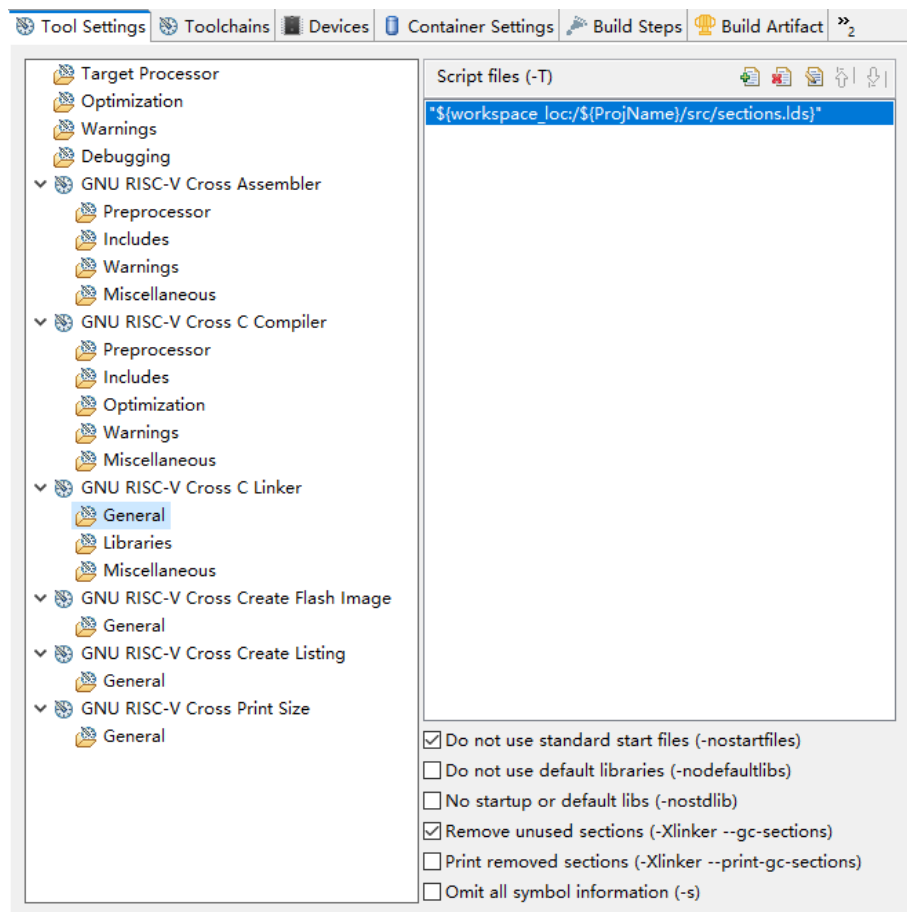 Tool Settings Toolchains Devices Container Settings Build Steps Build Artifact »2
Target Processor
Optimization
Warnings
Debugging
GNU RISC-V Cross Assembler
Preprocessor
Includes
Warnings
Miscellaneous
GNU RISC-V Cross C Compiler
Preprocessor
Includes
Optimization
Warnings
Miscellaneous
GNU RISC-V Cross C Linker
General
Libraries
Miscellaneous
GNU RISC-V Cross Create Flash Image
General
GNU RISC-V Cross Create Listing
General
GNU RISC-V Cross Print Size
General
Script files (-T)
"${workspace_loc:/${ProjName}/src/sections.lds}"
Do not use standard start files (-nostartfiles)
Do not use default libraries (-nodefaultlibs)
No startup or default libs (-nostdlib)
Remove unused sections (-Xlinker --gc-sections)
Print removed sections (-Xlinker --print-gc-sections)
Omit all symbol information (-s)